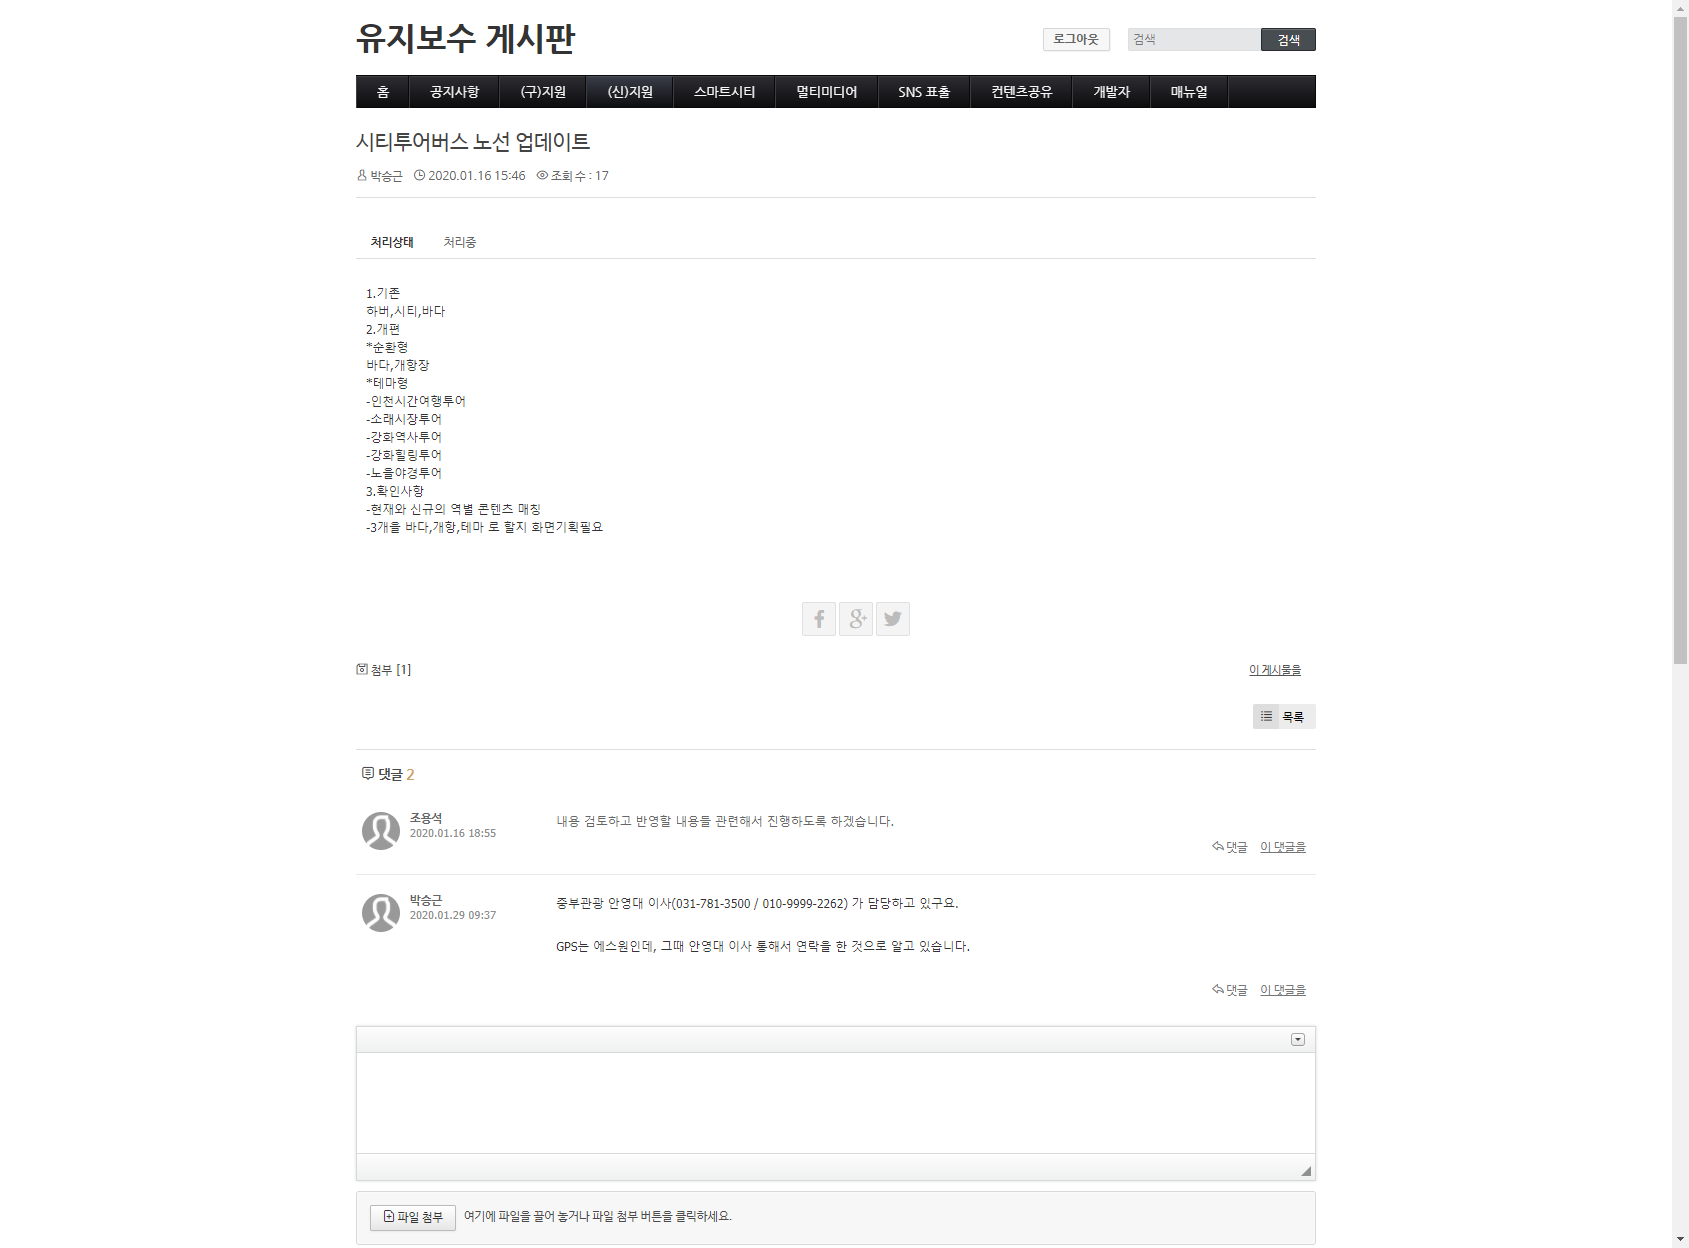 유지보수 게시판
로그아웃 검색 검색
홈 공지사항 (구)지원 (신)지원 스마트시티 멀티미디어 SNS 표출 컨텐츠공유 개발자 매뉴얼
시티투어버스 노선 업데이트
박승근 2020.01.16 15:46 조회 수 : 17
처리상태 처리중
1.기존
하버,시티,바다
2.개편
*순환형
바다,개항장
*테마형
-인천시간여행투어
-소래시장투어
-강화역사투어
-강화힐링투어
-노을야경투어
3.확인사항
-현재와 신규의 역별 콘텐츠 매칭
-3개을 바다,개항,테마 로 할지 화면기획필요
첨부 [1] 이 게시물을
목록
댓글 2
조용석 내용 검토하고 반영할 내용들 관련해서 진행하도록 하겠습니다.
2020.01.16 18:55
댓글 이 댓글을
박승근 중부관광 안영대 이사(031-781-3500 / 010-9999-2262) 가 담당하고 있구요.
2020.01.29 09:37
GPS는 에스원인데, 그때 안영대 이사 통해서 연락을 한 것으로 알고 있습니다.
댓글 이 댓글을
파일 첨부 여기에 파일을 끌어 놓거나 파일 첨부 버튼을 클릭하세요.